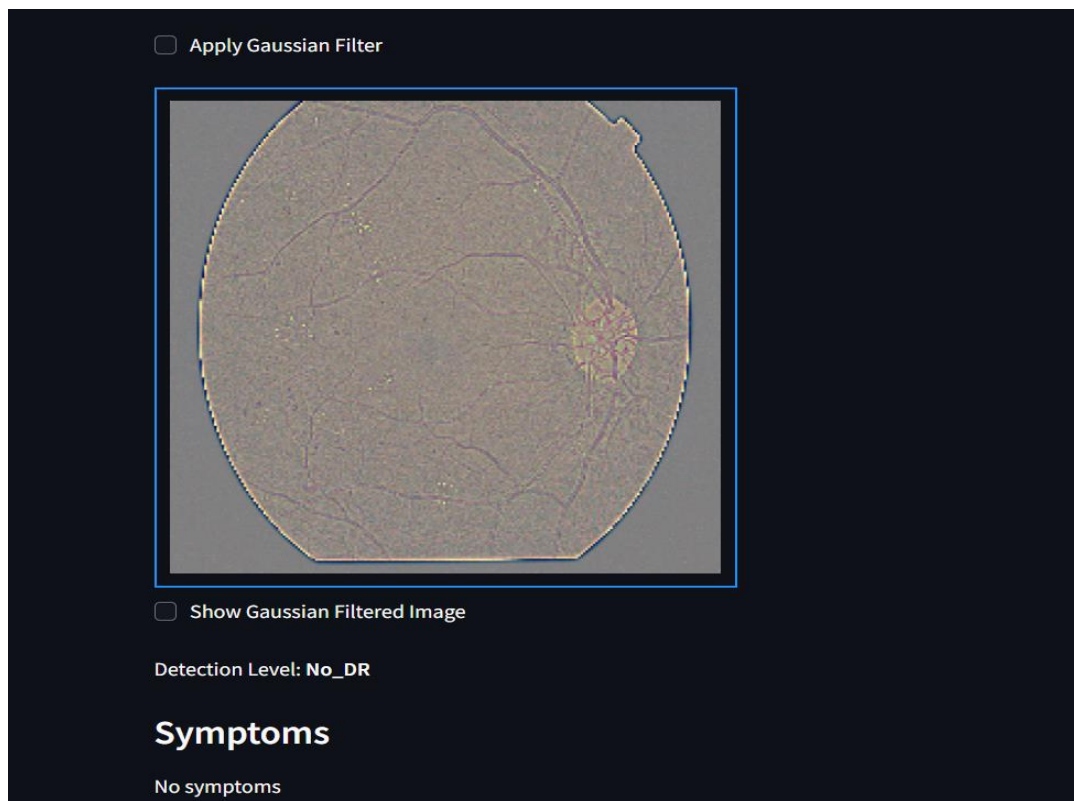 Apply Gaussian Filter
Show Gaussian Filtered Image
Detection Level: No_DR
Symptoms
No symptoms